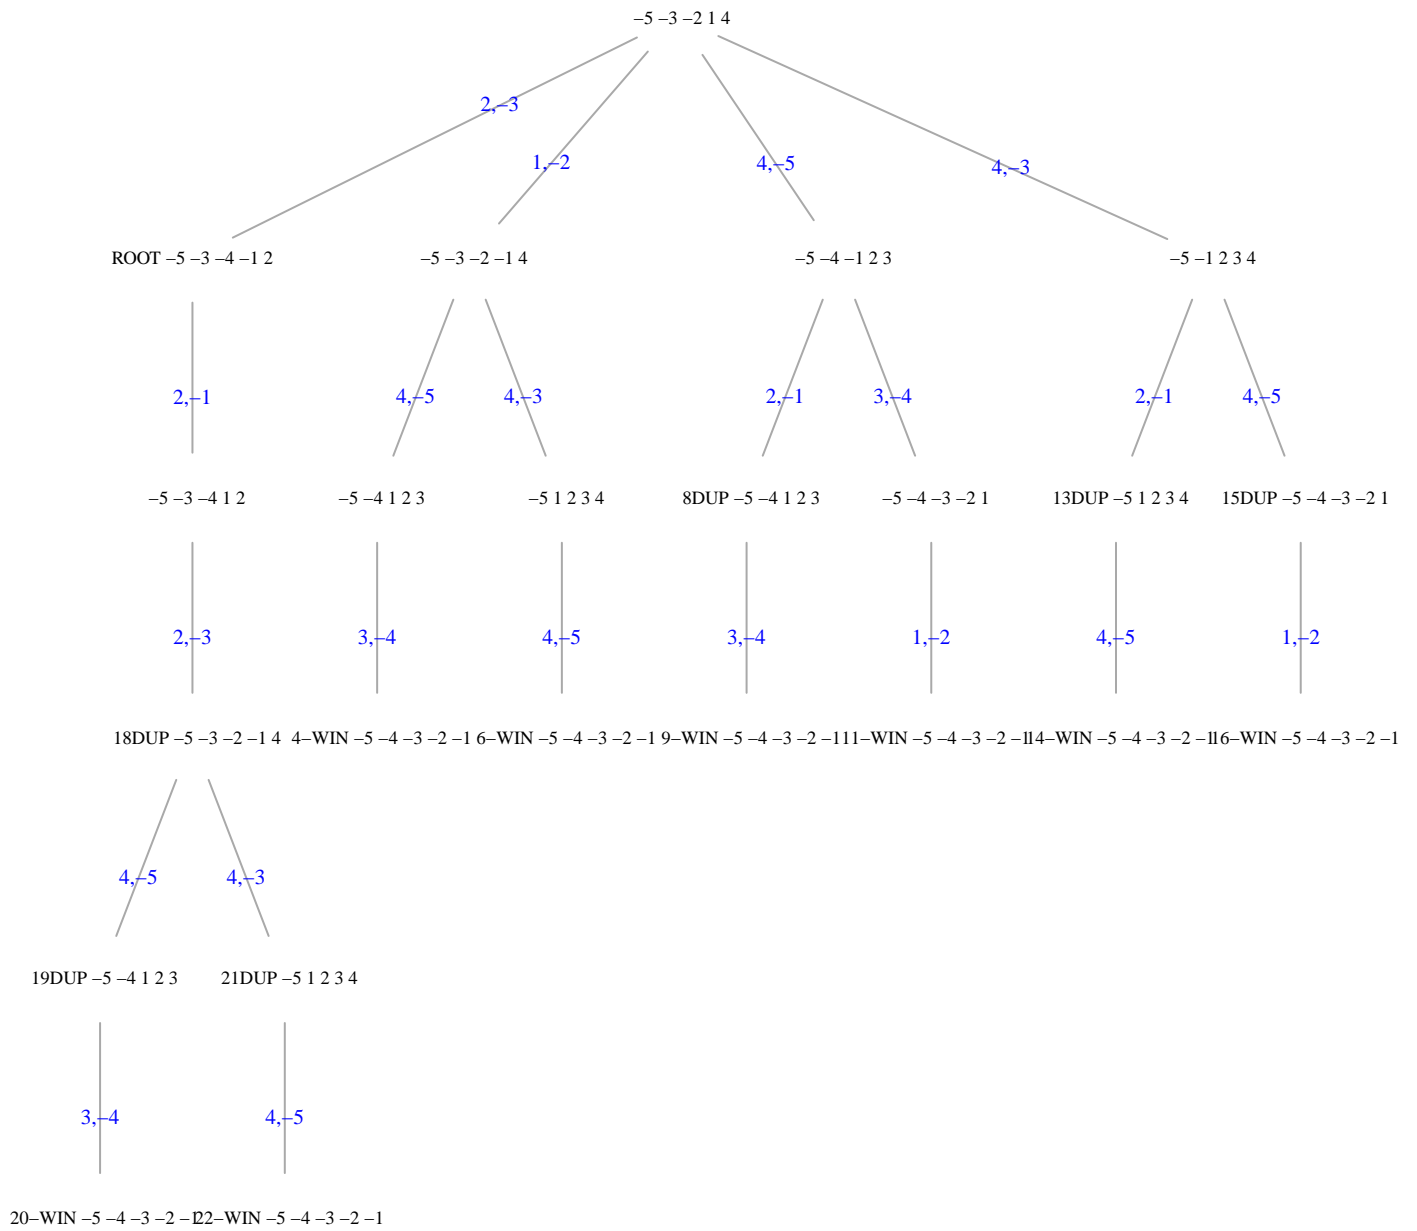 –5 –3 –2 1 4
2,–3
1,–2
4,–5
4,–3
ROOT –5 –3 –4 –1 2
–5 –3 –2 –1 4
–5 –4 –1 2 3
–5 –1 2 3 4
2,–1
4,–5
4,–3
2,–1
3,–4
2,–1
4,–5
–5 –3 –4 1 2
–5 –4 1 2 3
–5 1 2 3 4
8DUP –5 –4 1 2 3
–5 –4 –3 –2 1
13DUP –5 1 2 3 4
15DUP –5 –4 –3 –2 1
2,–3
3,–4
4,–5
3,–4
1,–2
4,–5
1,–2
18DUP –5 –3 –2 –1 4
4–WIN –5 –4 –3 –2 –1
6–WIN –5 –4 –3 –2 –1
9–WIN –5 –4 –3 –2 –1
11–WIN –5 –4 –3 –2 –1
14–WIN –5 –4 –3 –2 –1
16–WIN –5 –4 –3 –2 –1
4,–5
4,–3
19DUP –5 –4 1 2 3
21DUP –5 1 2 3 4
3,–4
4,–5
20–WIN –5 –4 –3 –2 –1
22–WIN –5 –4 –3 –2 –1